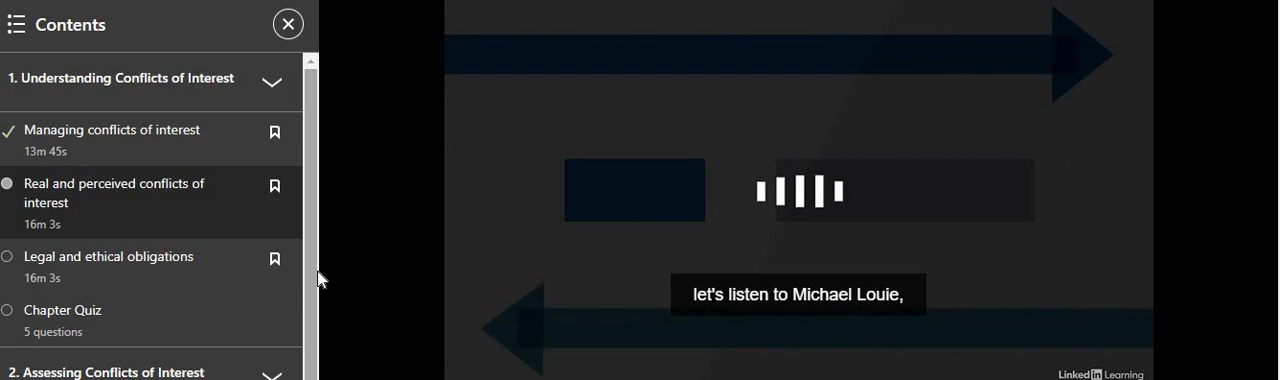 Contents
1. Understanding Conflicts of Interest
Managing conflicts of interest
13m 45s
Real and perceived conflicts of
interest
16m 3s
Legal and ethical obligations
16m 3s
Chapter Quiz
5 questions
2. Assessing Conflicts of Interest
let's listen to Michael Louie,
Linked in Learning